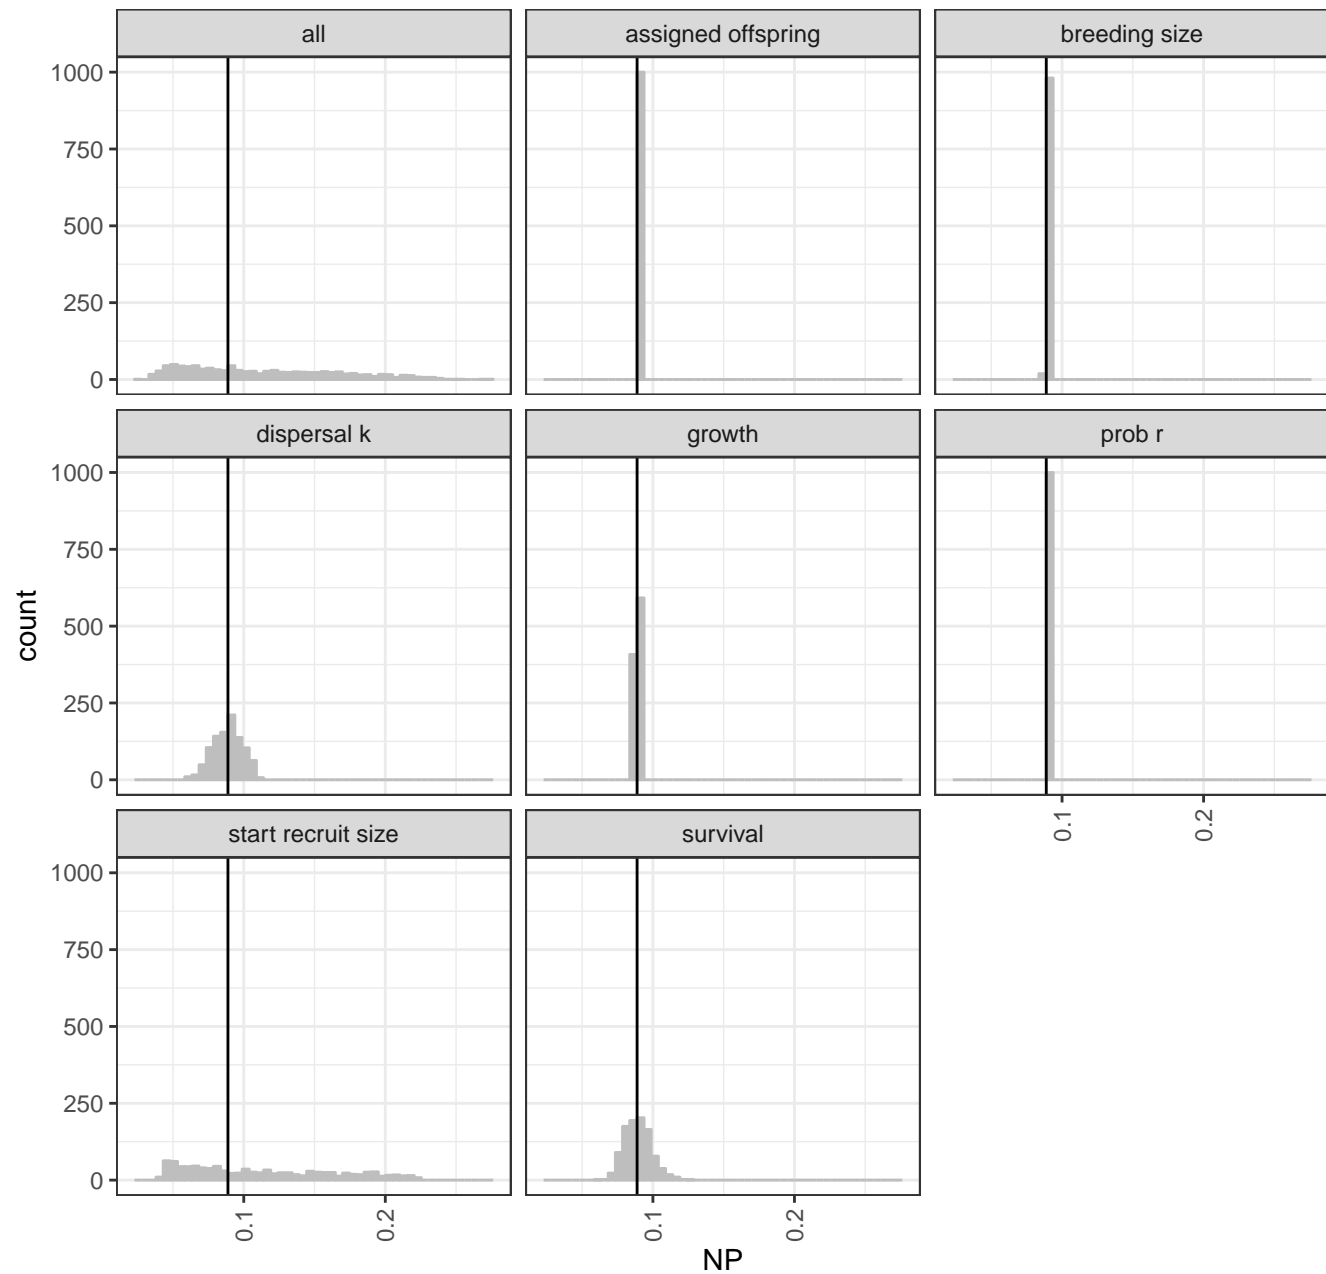 all
assigned offspring
breeding size
1000
750
500
250
0
dispersal k
growth
prob r
1000
750
500
250
0
0.1
0.2
start recruit size
survival
1000
750
500
250
0
0.1
0.2
0.1
0.2
count
NP